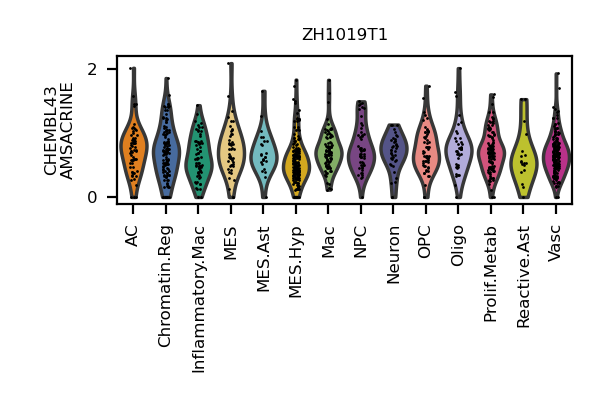 ZH1019T1
CHEMBL43
AMSACRINE
2
0
AC
Chromatin.Reg
Inflammatory.Mac
MES
MES.Ast
MES.Hyp
Mac
NPC
Neuron
OPC
Oligo
Prolif.Metab
Reactive.Ast
Vasc